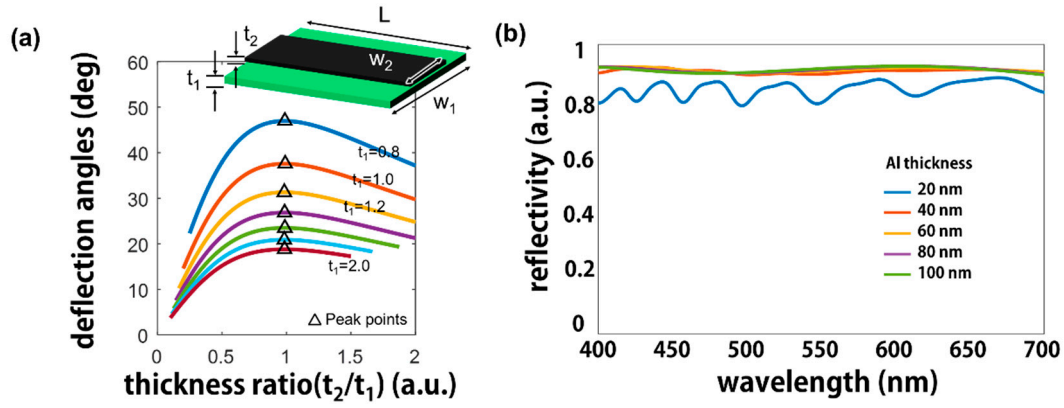 (a)
L
t2
w2
t1
w1
60
50
40
30
20
10
0
deflection angles (deg)
t1=0.8
t1=1.0
t1=1.2
t1=2.0
△ Peak points
0 0.5 1 1.5 2
thickness ratio(t2/t1) (a.u.)
(b)
1
0.8
0.6
0.4
0.2
0
reflectivity (a.u.)
Al thickness
20 nm
40 nm
60 nm
80 nm
100 nm
400 450 500 550 600 650 700
wavelength (nm)